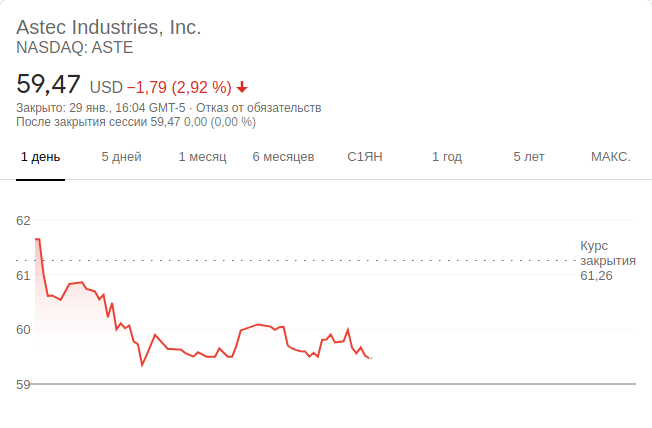 Astec Industries, Inc.
NASDAQ: ASTE
59,47 USD −1,79 (2,92 %)
Закрыто: 29 янв., 16:04 GMT-5 · Отказ от обязательств
После закрытия сессии 59,47 0,00 (0,00 %)
1 день 5 дней 1 месяц 6 месяцев С1ЯН 1 год 5 лет МАКС.
62
Курс
закрытия
61,26
61
60
59